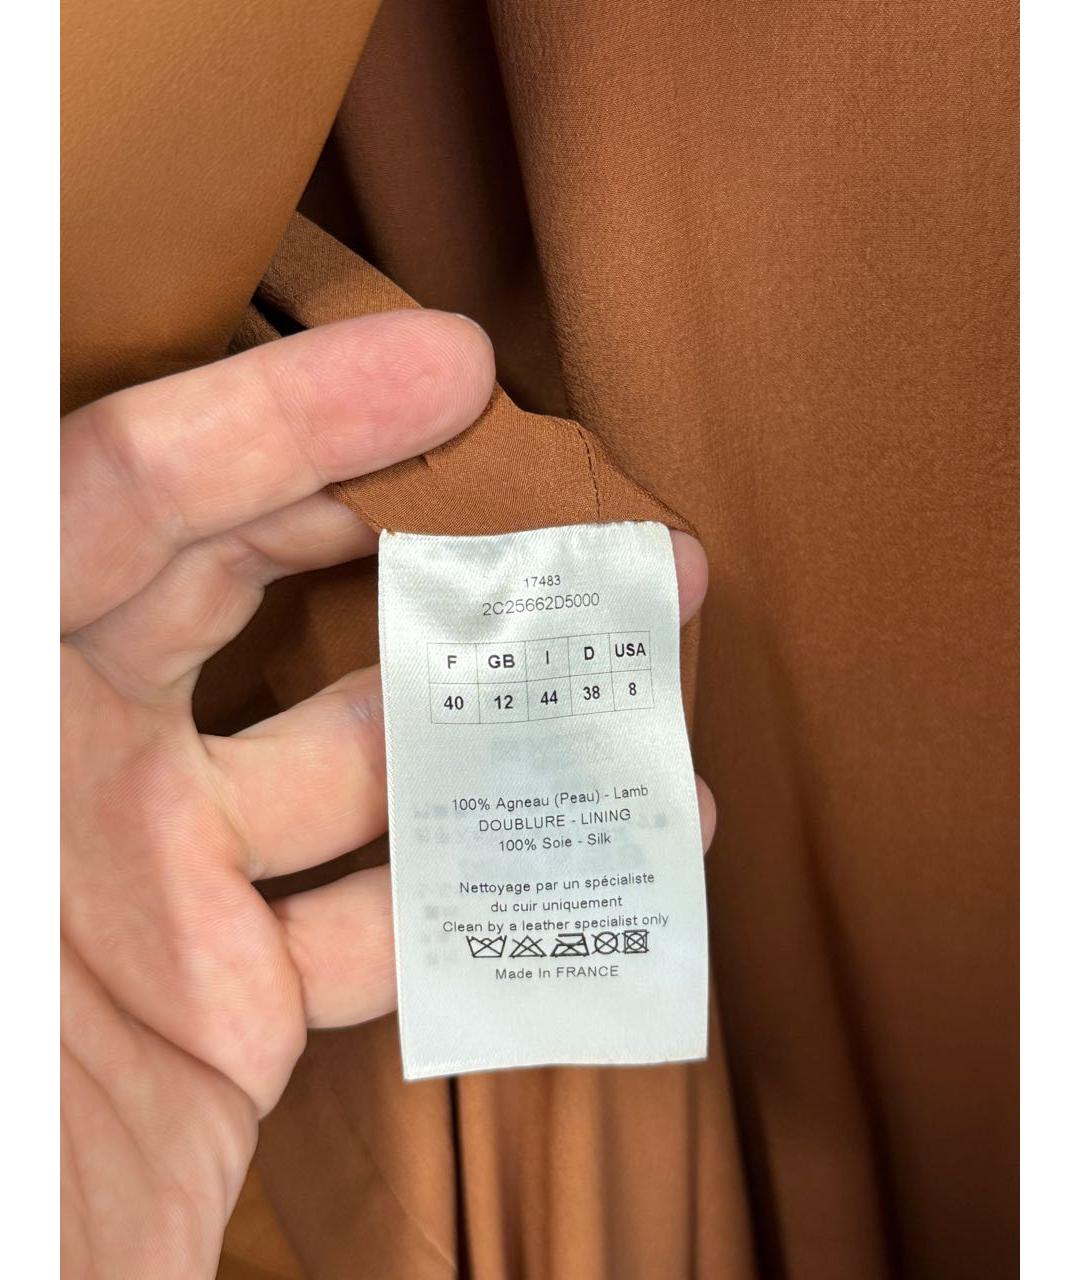 17483
2C25662D5000
F GB I D USA
40 12 44 38 8
100% Agneau (Peau) - Lamb
DOUBLURE - LINING
100% Soie - Silk
Nettoyage par un spécialiste
du cuir uniquement
Clean by a leather specialist only
Made In FRANCE